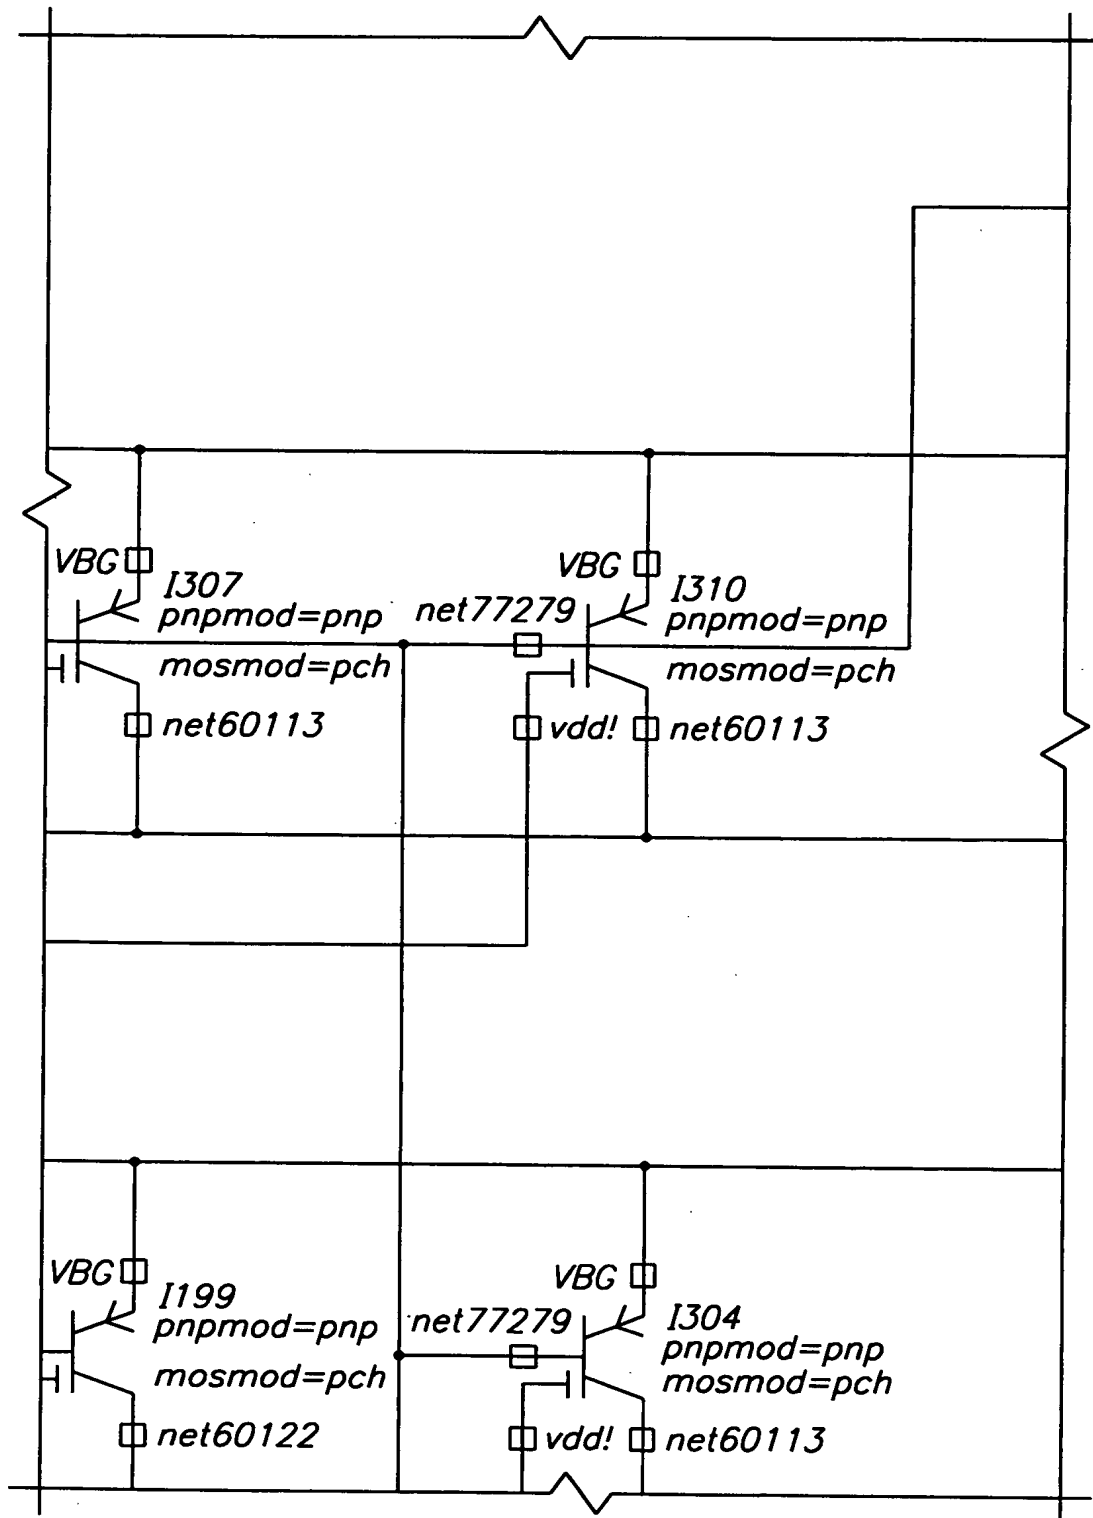 VBG
I307
pnpmod=pnp
mosmod=pch
net60113
net77279
VBG
I310
pnpmod=pnp
mosmod=pch
vdd!
net60113
VBG
I199
pnpmod=pnp
mosmod=pch
net60122
net77279
VBG
I304
pnpmod=pnp
mosmod=pch
vdd!
net60113